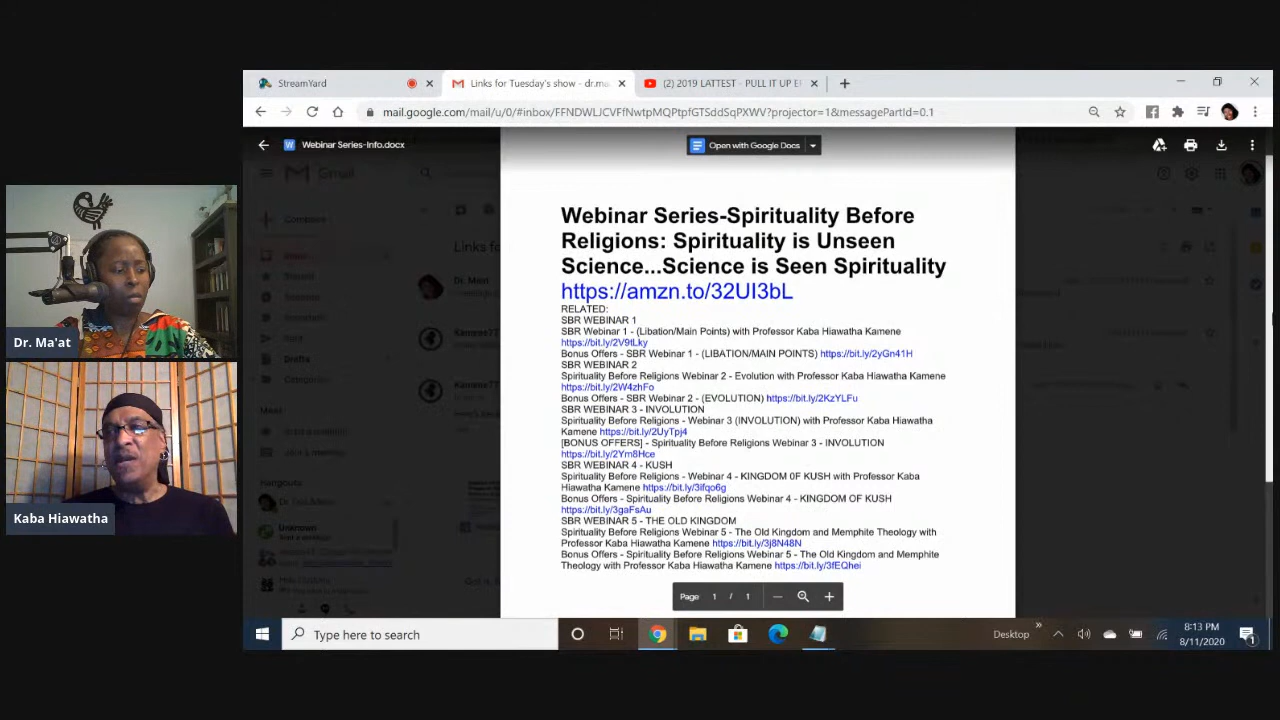 StreamYard
Links for Tuesday's show - dr.ma
(2) 2019 LATTEST - PULL IT UP
mail.google.com/mail/u/0/#inbox/FFNDWLJCVFfNwtpMQPtpfGTSddSqPXWV?projector=1&messagePartId=0.1
Webinar Series-Info.docx
Open with Google Docs
Gmail
Compose
Links fo
Dr. Maat
Drafts
Meet
Hangouts
Unknown
Webinar Series-Spirituality Before
Religions: Spirituality is Unseen
Science...Science is Seen Spirituality
https://amzn.to/32UI3bL
RELATED:
SBR WEBINAR 1
SBR Webinar 1 - (Libation/Main Points) with Professor Kaba Hiawatha Kamene
https://bit.ly/2V9tLky
Bonus Offers - SBR Webinar 1 - (LIBATION/MAIN POINTS) https://bit.ly/2yGn41H
SBR WEBINAR 2
Spirituality Before Religions Webinar 2 - Evolution with Professor Kaba Hiawatha Kamene
https://bit.ly/2W4zhFo
Bonus Offers - SBR Webinar 2 - (EVOLUTION) https://bit.ly/2KzYLFu
SBR WEBINAR 3 - INVOLUTION
Spirituality Before Religions - Webinar 3 (INVOLUTION) with Professor Kaba Hiawatha
Kamene https://bit.ly/2UyTpj4
[BONUS OFFERS] - Spirituality Before Religions Webinar 3 - INVOLUTION
https://bit.ly/2Ym8Hce
SBR WEBINAR 4 - KUSH
Spirituality Before Religions - Webinar 4 - KINGDOM 0F KUSH with Professor Kaba
Hiawatha Kamene https://bit.ly/3ifqo6g
Bonus Offers - Spirituality Before Religions Webinar 4 - KINGDOM OF KUSH
https://bit.ly/3gaFsAu
SBR WEBINAR 5 - THE OLD KINGDOM
Spirituality Before Religions Webinar 5 - The Old Kingdom and Memphite Theology with
Professor Kaba Hiawatha Kamene https://bit.ly/3j8N48N
Bonus Offers - Spirituality Before Religions Webinar 5 - The Old Kingdom and Memphite
Theology with Professor Kaba Hiawatha Kamene https://bit.ly/3fEQhei
Page 1 / 1
Dr. Ma'at
Kaba Hiawatha
Type here to search
Desktop
8:13 PM
8/11/2020